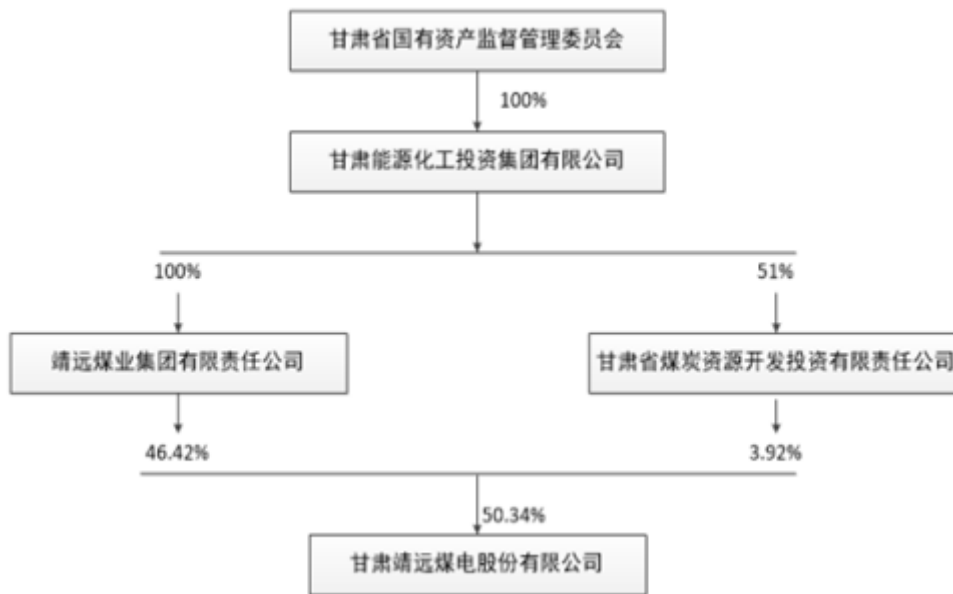 甘肃省国有资产监督管理委员会
100%
甘肃能源化工投资集团有限公司
100%
51%
靖远煤业集团有限责任公司
甘肃省煤炭资源开发投资有限责任公司
46.42%
3.92%
50.34%
甘肃靖远煤电股份有限公司